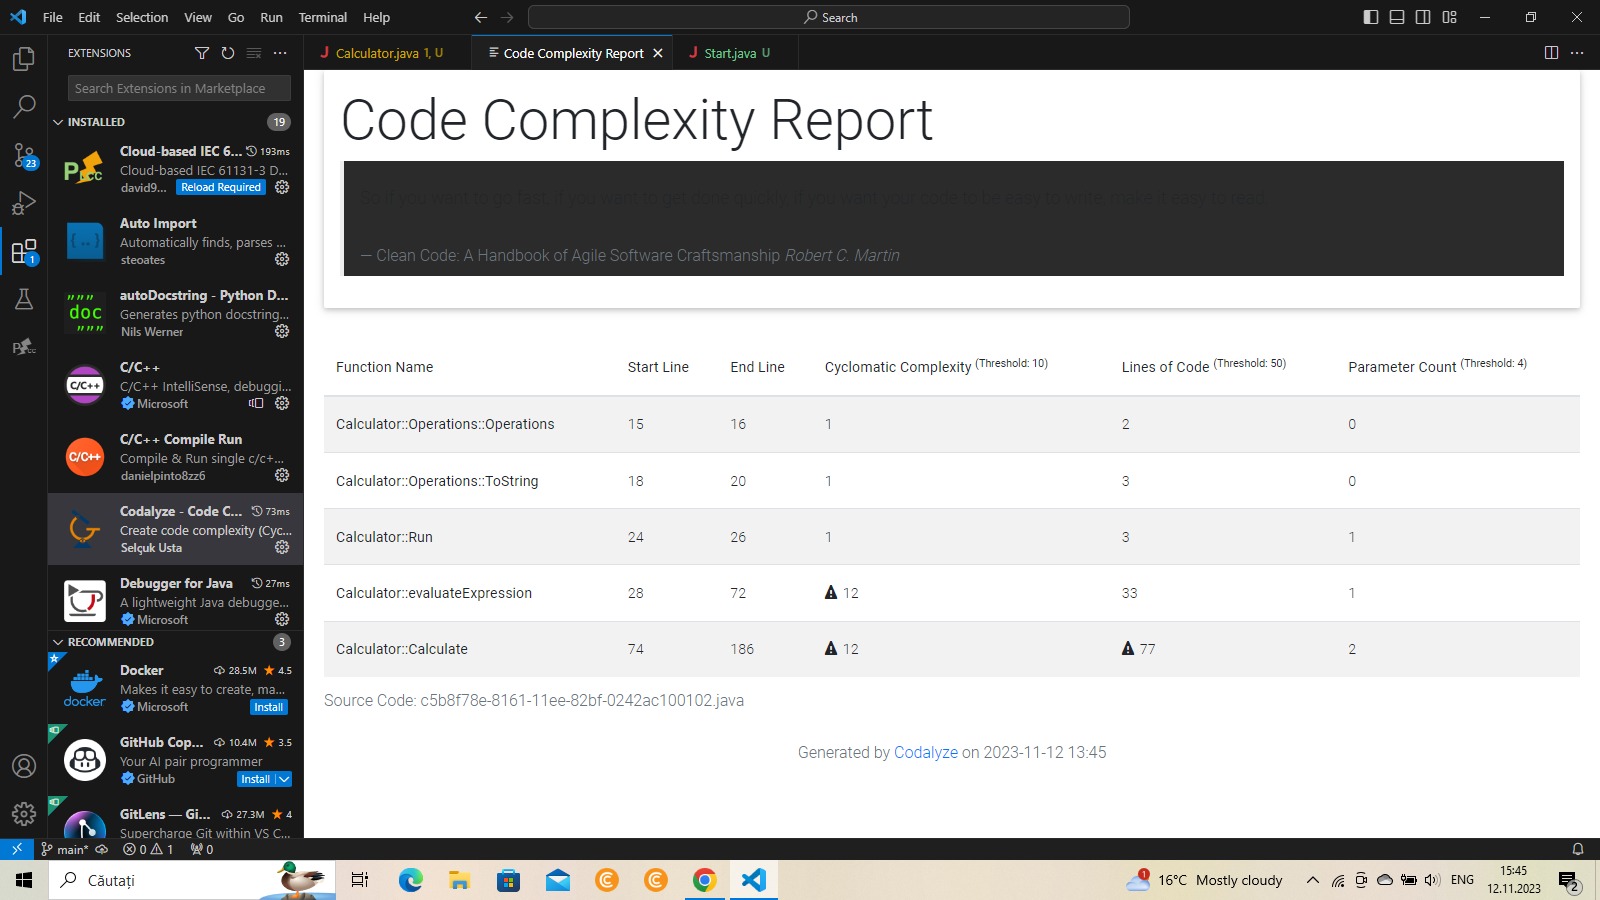 File Edit Selection View Go Run Terminal Help
Search
EXTENSIONS
Search Extensions in Marketplace
INSTALLED 19
Cloud-based IEC 6... 193ms
Cloud-based IEC 61131-3 D...
david9... Reload Required
Auto Import
Automatically finds, parses ...
steoates
autoDocstring - Python D...
Generates python docstring...
Nils Werner
C/C++
C/C++ IntelliSense, debuggi...
Microsoft
C/C++ Compile Run
Compile & Run single c/c+...
danielpinto8zz6
Codalyze - Code C... 73ms
Create code complexity (Cyc...
Selçuk Usta
Debugger for Java 27ms
A lightweight Java debugge...
Microsoft
RECOMMENDED 3
Docker 28.5M 4.5
Makes it easy to create, ma...
Microsoft Install
GitHub Cop... 10.4M 3.5
Your AI pair programmer
GitHub Install
GitLens — Gi... 27.3M 4
Supercharge Git within VS C...
23
1
Calculator.java 1, U
Code Complexity Report
Start.java U
Code Complexity Report
So if you want to go fast, if you want to get done quickly, if you want your code to be easy to write, make it easy to read.
— Clean Code: A Handbook of Agile Software Craftsmanship Robert C. Martin
Function Name Start Line End Line Cyclomatic Complexity (Threshold: 10) Lines of Code (Threshold: 50) Parameter Count (Threshold: 4)
Calculator::Operations::Operations 15 16 1 2 0
Calculator::Operations::ToString 18 20 1 3 0
Calculator::Run 24 26 1 3 1
Calculator::evaluateExpression 28 72 12 33 1
Calculator::Calculate 74 186 12 77 2
Source Code: c5b8f78e-8161-11ee-82bf-0242ac100102.java
Generated by Codalyze on 2023-11-12 13:45
main* 0 1 0
Căutați
1 16°C Mostly cloudy ENG
15:45
12.11.2023
2